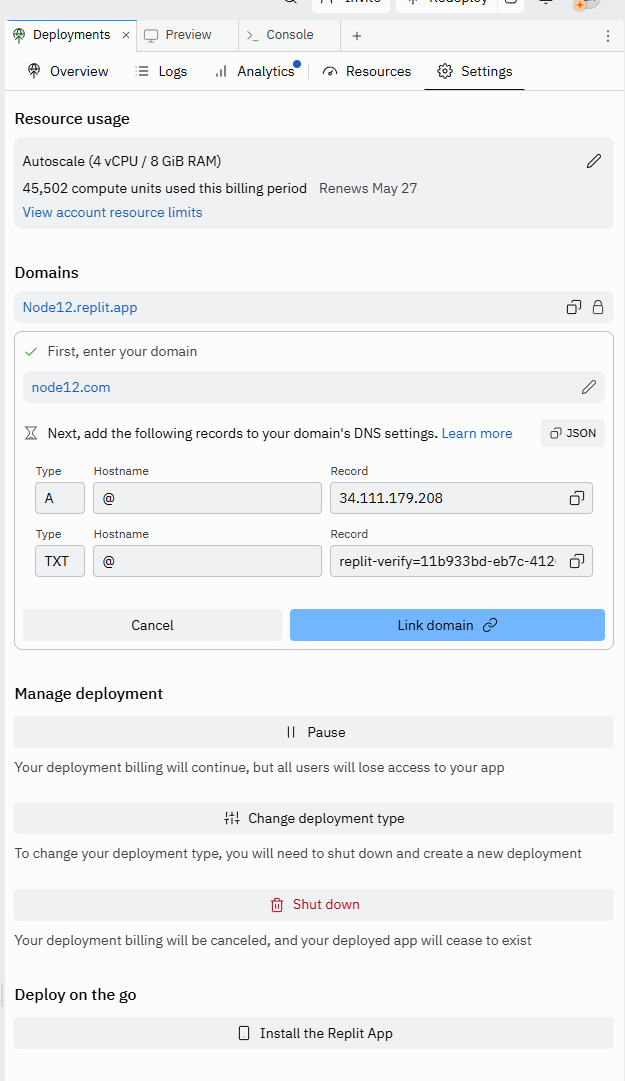 Invite Redeploy
Deployments × Preview >_ Console +
Overview Logs Analytics Resources Settings
Resource usage
Autoscale (4 vCPU / 8 GiB RAM)
45,502 compute units used this billing period Renews May 27
View account resource limits
Domains
Node12.replit.app
First, enter your domain
node12.com
Next, add the following records to your domain's DNS settings. Learn more JSON
Type Hostname Record
A @ 34.111.179.208
Type Hostname Record
TXT @ replit-verify=11b933bd-eb7c-412
Cancel Link domain
Manage deployment
Pause
Your deployment billing will continue, but all users will lose access to your app
Change deployment type
To change your deployment type, you will need to shut down and create a new deployment
Shut down
Your deployment billing will be canceled, and your deployed app will cease to exist
Deploy on the go
Install the Replit App